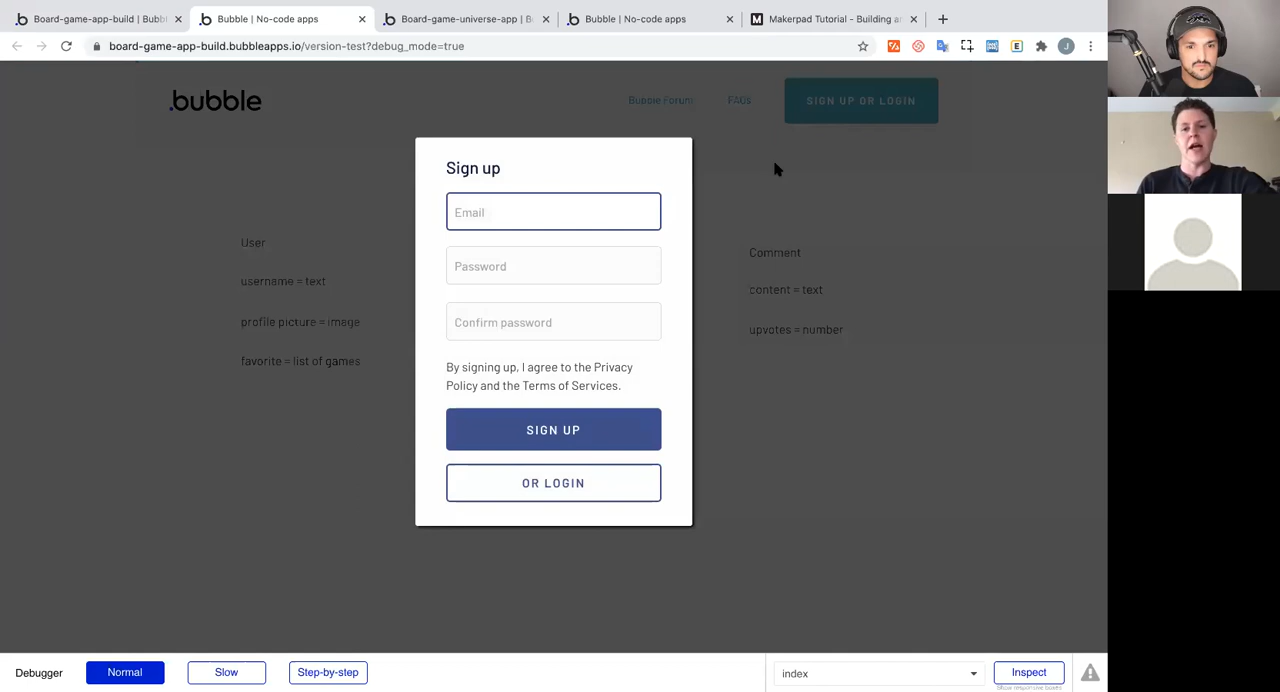 Board-game-app-build | Bubbl
Bubble | No-code apps
Board-game-universe-app | B
Bubble | No-code apps
Makerpad Tutorial - Building a
board-game-app-build.bubbleapps.io/version-test?debug_mode=true
.bubble
Bubble Forum
FAQs
SIGN UP OR LOGIN
Sign up
Email
Password
Confirm password
By signing up, I agree to the Privacy
Policy and the Terms of Services.
SIGN UP
OR LOGIN
User
username = text
profile picture = image
favorite = list of games
Comment
content = text
upvotes = number
Debugger
Normal
Slow
Step-by-step
index
Inspect
Show responsive boxes